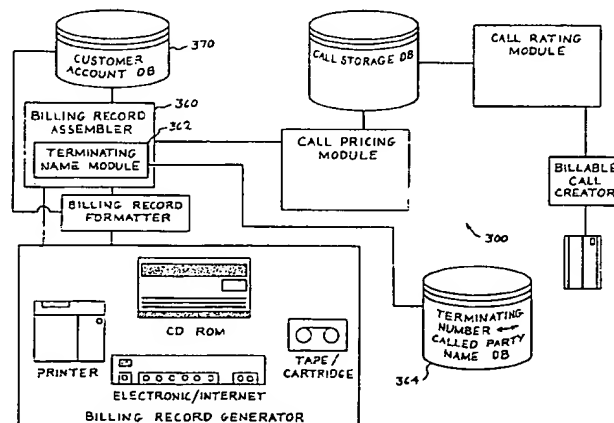 CUSTOMER
ACCOUNT DB
370
360
BILLING RECORD
ASSEMBLER
362
TERMINATING
NAME MODULE
BILLING RECORD
FORMATTER
CALL STORAGE DB
CALL PRICING
MODULE
CALL RATING
MODULE
BILLABLE
CALL
CREATOR
300
TERMINATING
NUMBER ↔
CALLED PARTY
NAME DB
364
CD ROM
PRINTER
TAPE/
CARTRIDGE
ELECTRONIC/INTERNET
BILLING RECORD GENERATOR